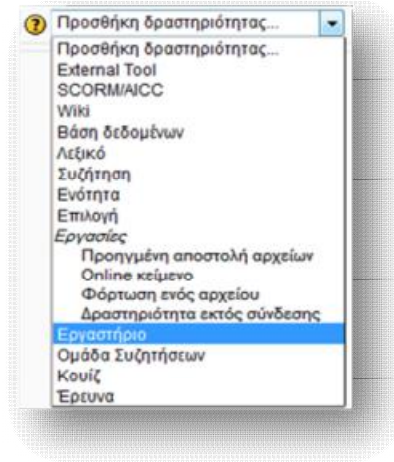 Προσθήκη δραστηριότητας...
Προσθήκη δραστηριότητας...
External Tool
SCORM/AICC
Wiki
Βάση δεδομένων
Λεξικό
Συζήτηση
Ενότητα
Επιλογή
Εργασίες
Προηγμένη αποστολή αρχείων
Online κείμενο
Φόρτωση ενός αρχείου
Δραστηριότητα εκτός σύνδεσης
Εργαστήριο
Ομάδα Συζητήσεων
Κουίζ
Έρευνα